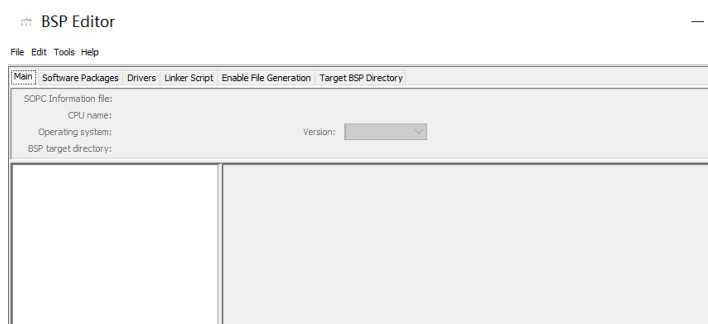 BSP Editor
File Edit Tools Help
Main Software Packages Drivers Linker Script Enable File Generation Target BSP Directory
SOPC Information file:
CPU name:
Operating system: Version:
BSP target directory: